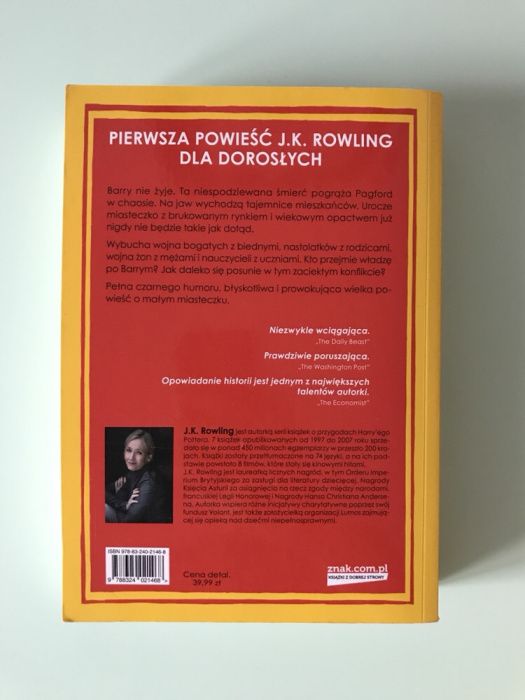 PIERWSZA POWIEŚĆ J.K. ROWLING
DLA DOROSŁYCH
Barry nie żyje. Ta niespodziewana śmierć pogrąża Pagford
w chaosie. Na jaw wychodzą tajemnice mieszkańców. Urocze
miasteczko z brukowanym rynkiem i wiekowym opactwem już
nigdy nie będzie takie jak dotąd.
Wybucha wojna bogatych z biednymi, nastolatków z rodzicami,
wojna żon z mężami i nauczycieli z uczniami. Kto przejmie władzę
po Barrym? Jak daleko się posunie w tym zaciekłym konflikcie?
Pełna czarnego humoru, błyskotliwa i prowokująca wielka po-
wieść o małym miasteczku.
Niezwykle wciągająca.
„The Daily Beast”
Prawdziwie poruszająca.
„The Washington Post”
Opowiadanie historii jest jednym z największych
talentów autorki.
„The Economist”
J.K. Rowling jest autorką serii książek o przygodach Harry'ego
Pottera. 7 książek opublikowanych od 1997 do 2007 roku sprze-
dało się w ponad 450 milionach egzemplarzy w przeszło 200 kra-
jach. Książki zostały przetłumaczone na 74 języki, a na ich pod-
stawie powstało 8 filmów, które stały się kinowymi hitami.
J.K. Rowling jest laureatką licznych nagród, w tym Orderu Impe-
rium Brytyjskiego za zasługi dla literatury dziecięcej, Nagrody
Księcia Asturii za osiągnięcia na rzecz zgody między narodami,
francuskiej Legii Honorowej i Nagrody Hansa Christiana Anderse-
na. Autorka wspiera różne inicjatywy charytatywne poprzez swój
fundusz Volant, jest także założycielką organizacji Lumos zajmują-
cej się opieką nad dziećmi niepełnosprawnymi.
ISBN 978-83-240-2146-8
9 788324 021468 >
Cena detal.
39,99 zł
znak.com.pl
KSIĄŻKI Z DOBREJ STRONY